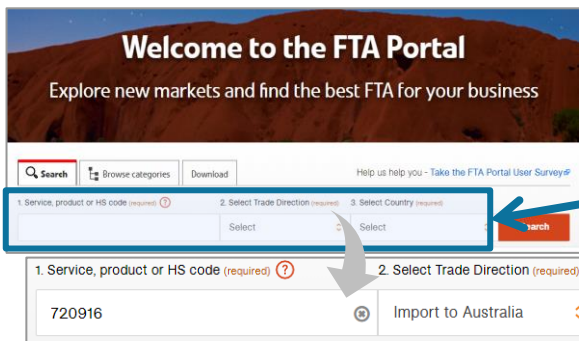 Welcome to the FTA Portal
Explore new markets and find the best FTA for your business
Search Browse categories Download Help us help you - Take the FTA Portal User Survey
1. Service, product or HS code (required) ? 2. Select Trade Direction (required) 3. Select Country (required)
Select Select Search
1. Service, product or HS code (required) ? 2. Select Trade Direction (required)
720916 Import to Australia